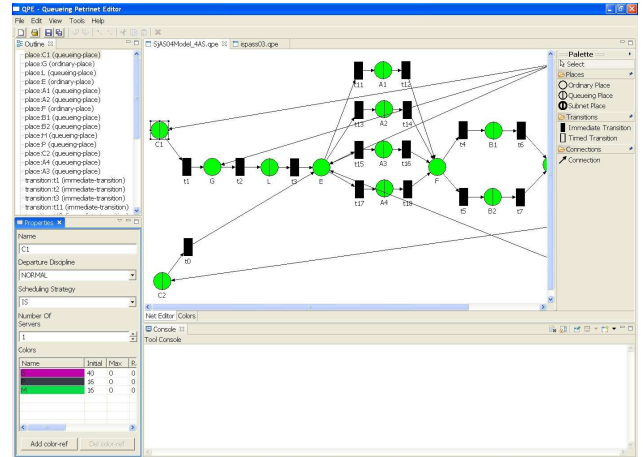 QPE - Queueing Petrinet Editor
File Edit View Tools Help
Outline
place:C1 (queueing-place)
place:G (ordinary-place)
place:L (queueing-place)
place:E (ordinary-place)
place:A1 (queueing-place)
place:A2 (queueing-place)
place:F (ordinary-place)
place:B1 (queueing-place)
place:B2 (queueing-place)
place:H (queueing-place)
place:P (queueing-place)
place:C2 (queueing-place)
place:A4 (queueing-place)
place:A3 (queueing-place)
transition:t1 (immediate-transition)
transition:t2 (immediate-transition)
transition:t3 (immediate-transition)
transition:t11 (immediate-transition)
Properties
Name
C1
Departure Discipline
NORMAL
Scheduling Strategy
IS
Number Of
Servers
1
Colors
Name Initial Max R
40 0 0
16 0 0
16 0 0
Add color-ref Del color-ref
SjAS04Model_4AS.qpe ispass03.qpe
t11 A1 t12
C1 t13 A2 t14
t4 B1 t6
t1 G t2 L t3 E t15 A3 t16 F
t17 A4 t18 t5 B2 t7
t0
C2
Net Editor Colors
Console
Tool Console
Palette
Select
Places
Ordinary Place
Queueing Place
Subnet Place
Transitions
Immediate Transition
Timed Transition
Connections
Connection